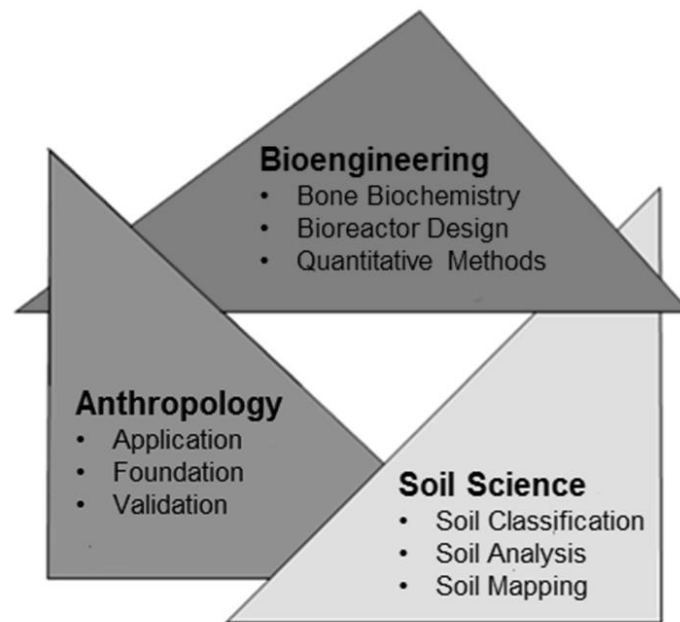 Bioengineering
• Bone Biochemistry
• Bioreactor Design
• Quantitative Methods
Anthropology
• Application
• Foundation
• Validation
Soil Science
• Soil Classification
• Soil Analysis
• Soil Mapping